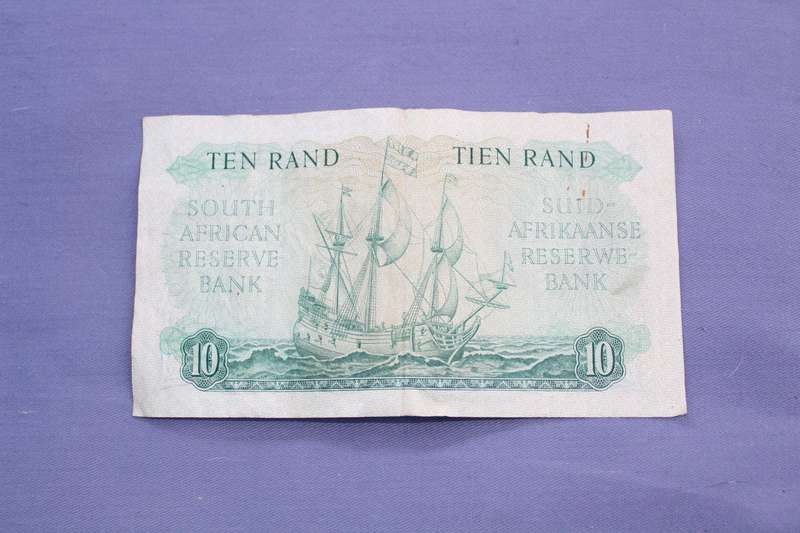 TEN RAND
TIEN RAND
SOUTH
AFRICAN
RESERVE
BANK
SUID-
AFRIKAANSE
RESERWE-
BANK
10
10